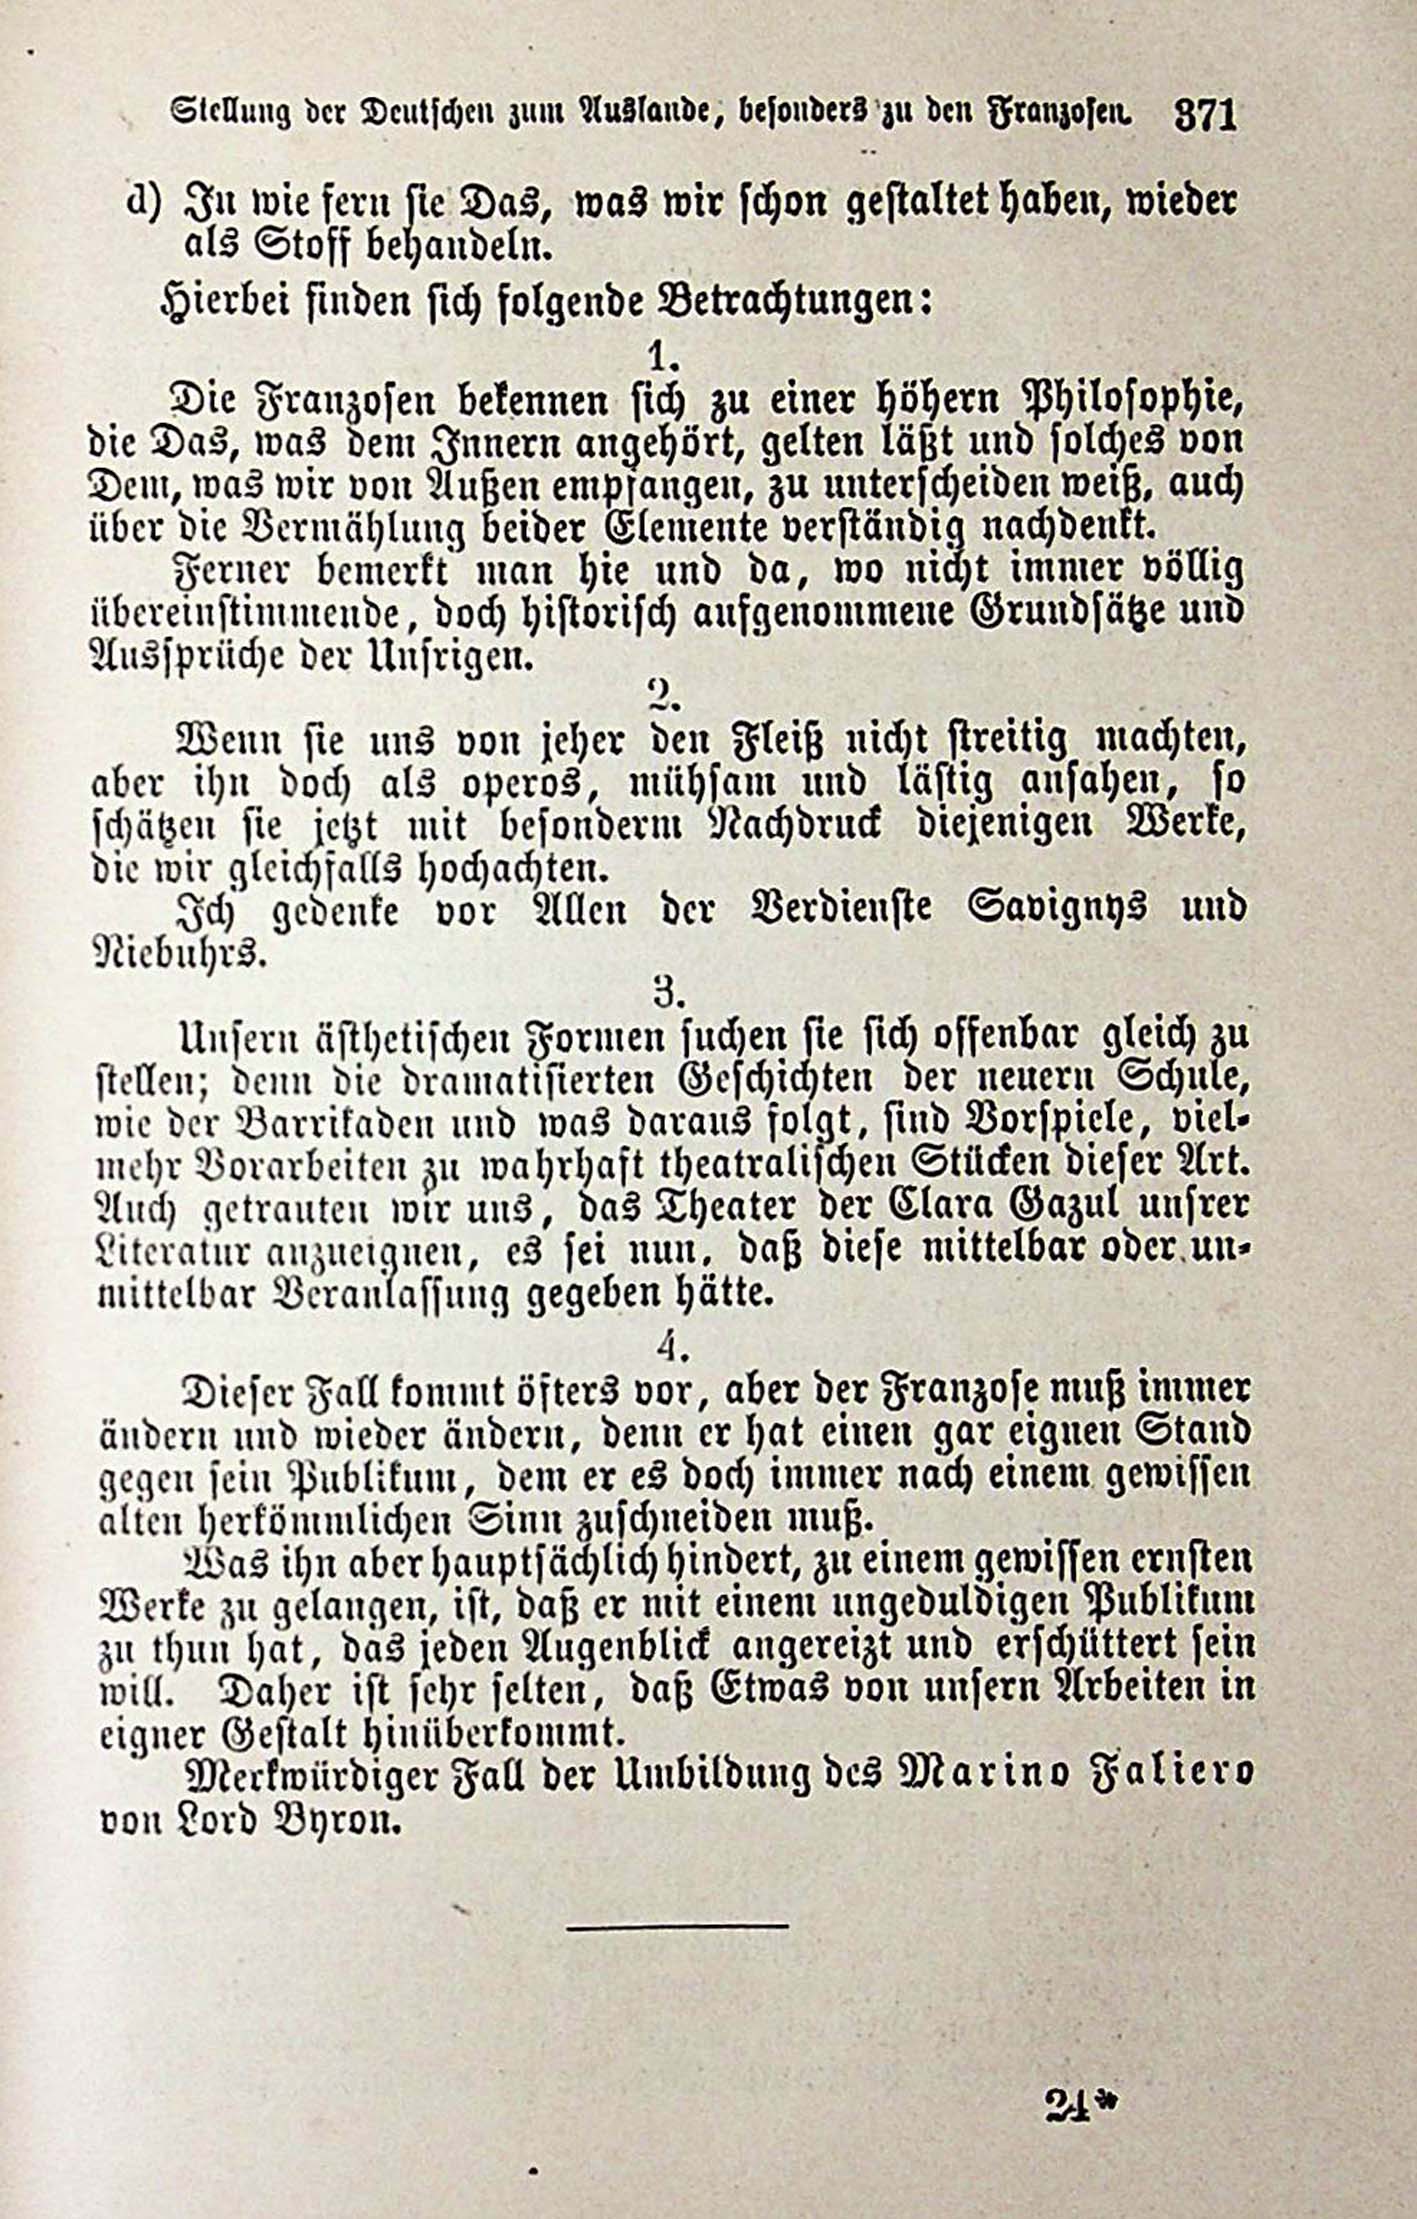 Stellung der Deutschen zum Auslande, besonders zu den Franzosen. 371
d) In wie fern sie Das, was wir schon gestaltet haben, wieder
als Stoff behandeln.
Hierbei finden sich folgende Betrachtungen:
1.
Die Franzosen bekennen sich zu einer höhern Philosophie,
die Das, was dem Innern angehört, gelten läßt und solches von
Dem, was wir von Außen empfangen, zu unterscheiden weiß, auch
über die Vermählung beider Elemente verständig nachdenkt.
Ferner bemerkt man hie und da, wo nicht immer völlig
übereinstimmende, doch historisch aufgenommene Grundsätze und
Aussprüche der Unsrigen.
2.
Wenn sie uns von jeher den Fleiß nicht streitig machten,
aber ihn doch als operos, mühsam und lästig ansahen, so
schätzen sie jetzt mit besonderm Nachdruck diejenigen Werke,
die wir gleichfalls hochachten.
Ich gedenke vor Allen der Verdienste Savignys und
Niebuhrs.
3.
Unsern ästhetischen Formen suchen sie sich offenbar gleich zu
stellen; denn die dramatisierten Geschichten der neuern Schule,
wie der Barrikaden und was daraus folgt, sind Vorspiele, viel-
mehr Vorarbeiten zu wahrhaft theatralischen Stücken dieser Art.
Auch getrauten wir uns, das Theater der Clara Gazul unsrer
Literatur anzueignen, es sei nun, daß diese mittelbar oder un-
mittelbar Veranlassung gegeben hätte.
4.
Dieser Fall kommt öfters vor, aber der Franzose muß immer
ändern und wieder ändern, denn er hat einen gar eignen Stand
gegen sein Publikum, dem er es doch immer nach einem gewissen
alten herkömmlichen Sinn zuschneiden muß.
Was ihn aber hauptsächlich hindert, zu einem gewissen ernsten
Werke zu gelangen, ist, daß er mit einem ungeduldigen Publikum
zu thun hat, das jeden Augenblick angereizt und erschüttert sein
will. Daher ist sehr selten, daß Etwas von unsern Arbeiten in
eigner Gestalt hinüberkommt.
Merkwürdiger Fall der Umbildung des Marino Faliero
von Lord Byron.
24*